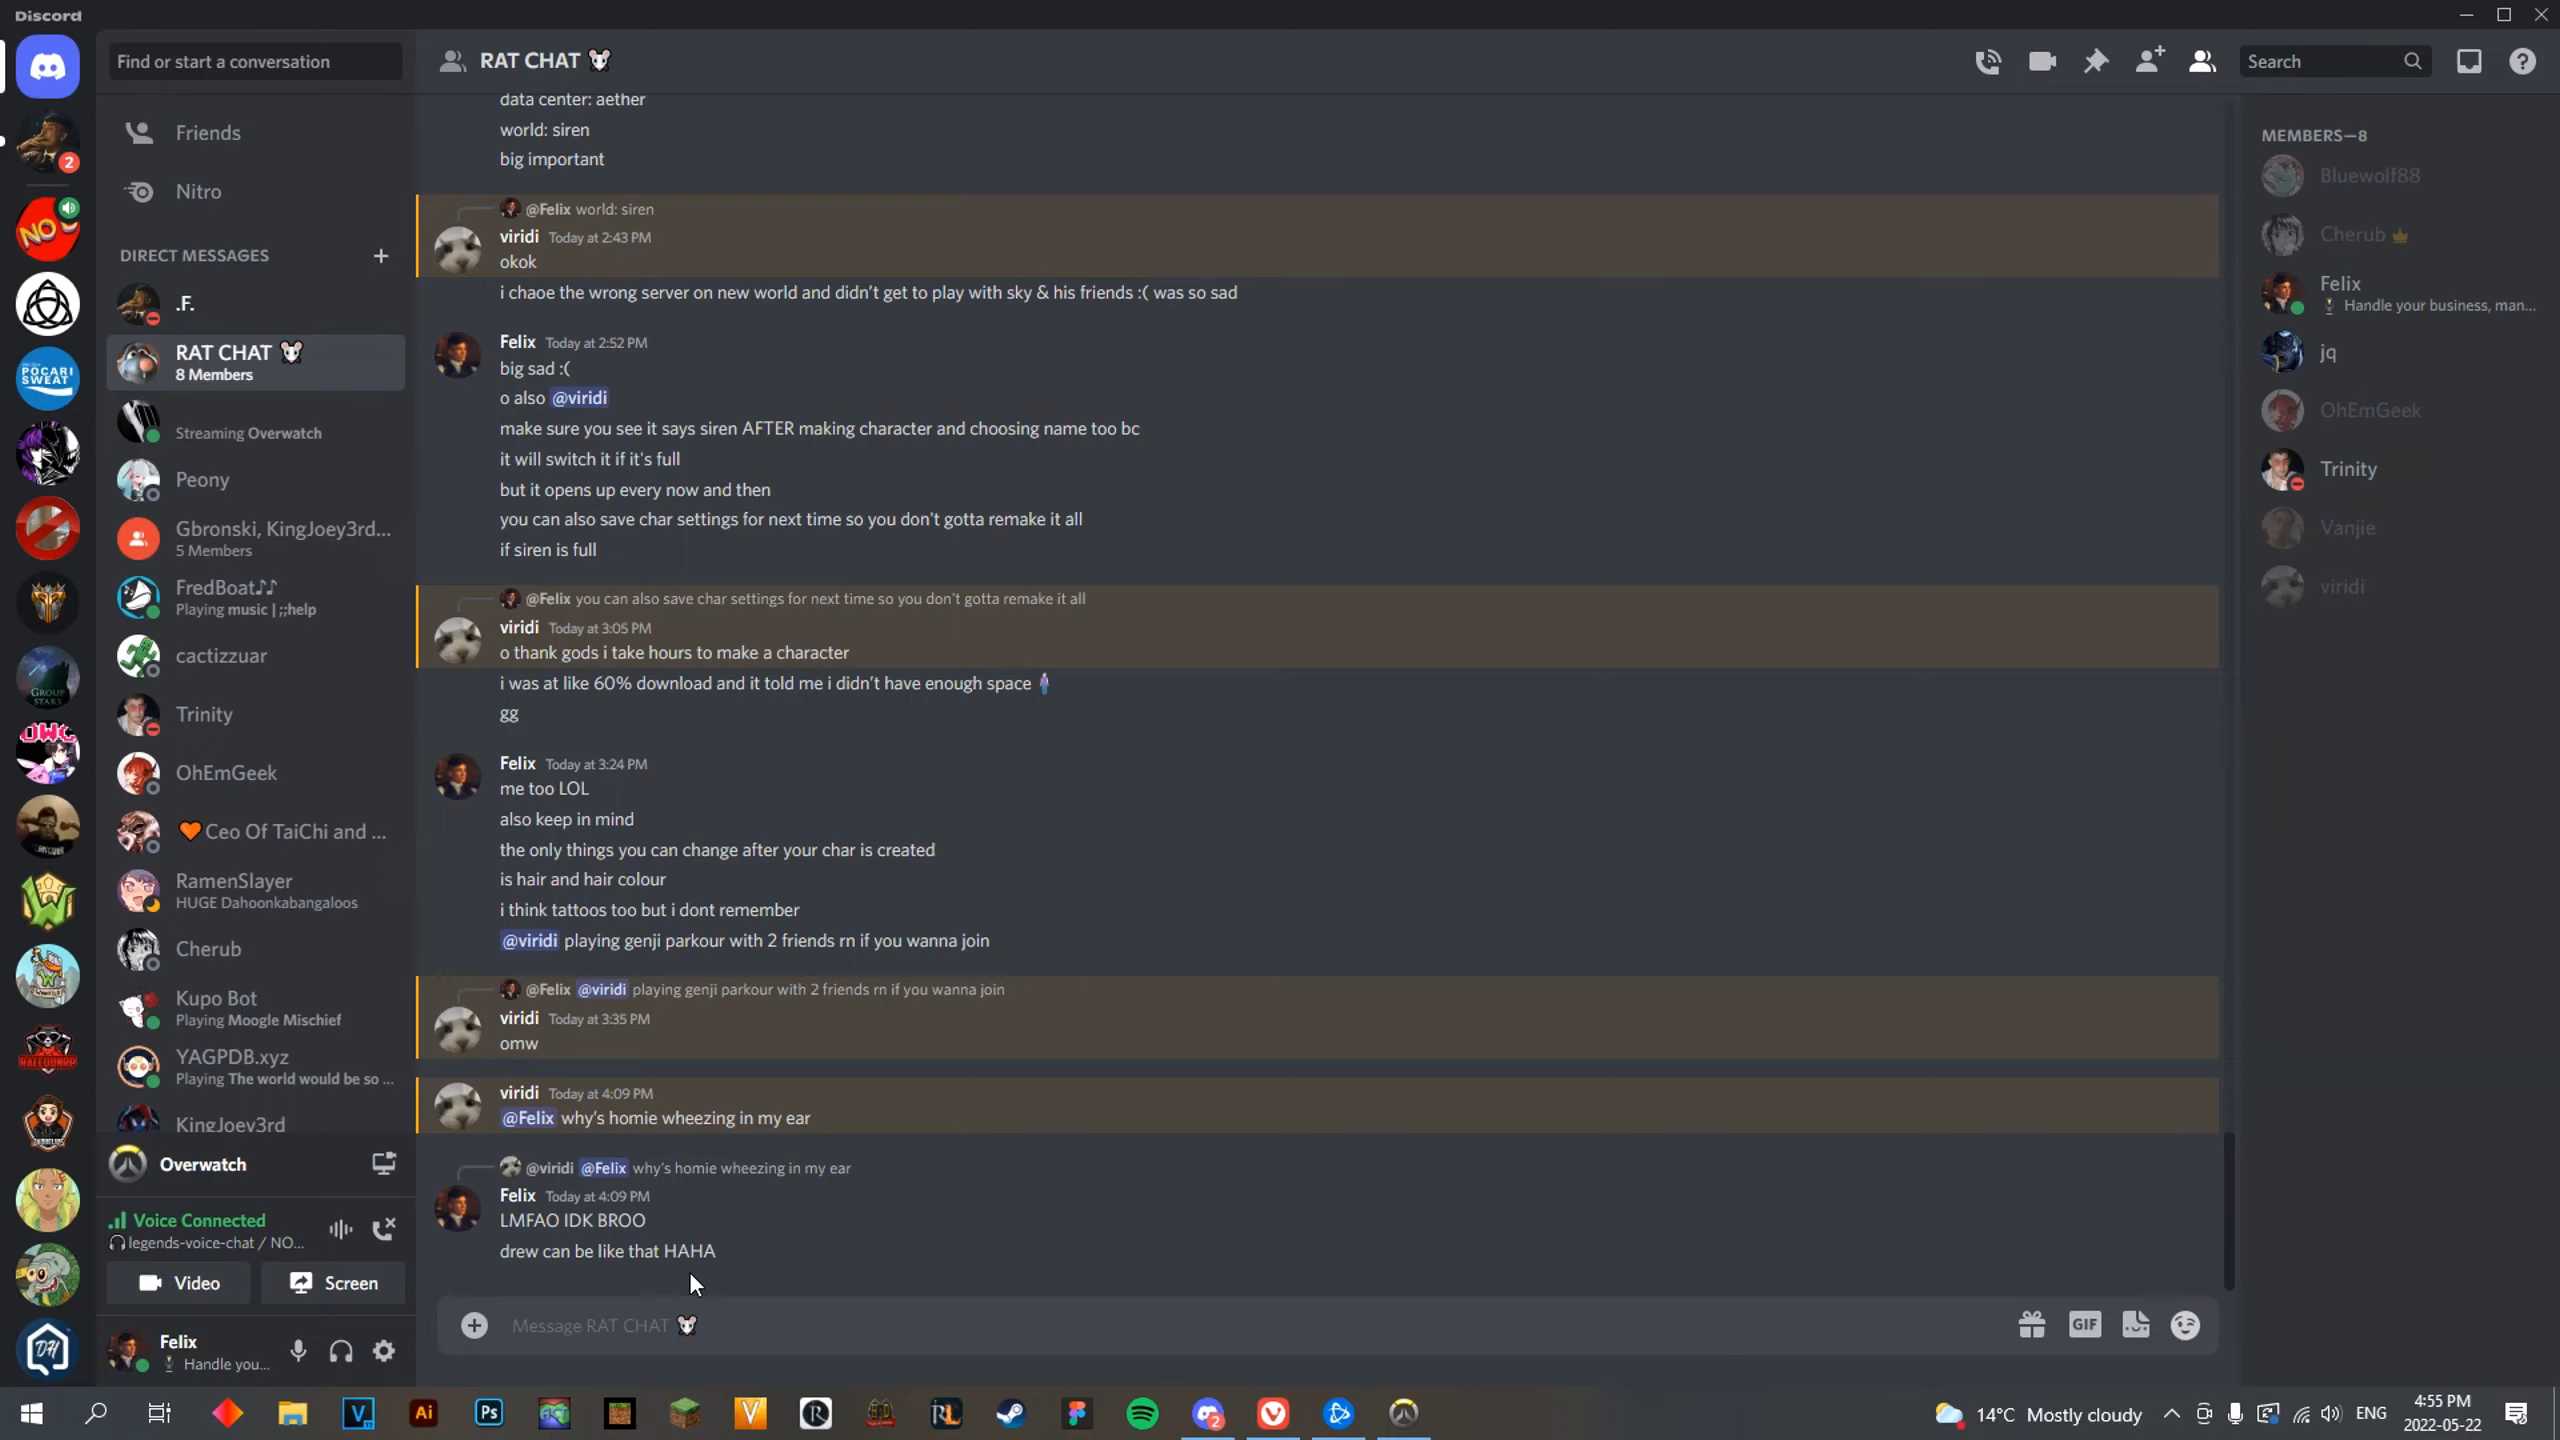 Discord
Find or start a conversation
Friends
Nitro
DIRECT MESSAGES
.F.
RAT CHAT 🐭
8 Members
Streaming Overwatch
Peony
Gbronski, KingJoey3rd...
5 Members
FredBoat♪♪
Playing music | ;;help
cactizzuar
Trinity
OhEmGeek
🧡Ceo Of TaiChi and ...
RamenSlayer
HUGE Dahoonkabangaloos
Cherub
Kupo Bot
Playing Moogle Mischief
YAGPDB.xyz
Playing The world would be so ...
KingJoey3rd
Overwatch
Voice Connected
legends-voice-chat / NO...
Video
Screen
Felix
Handle you...
2
NO
POCARI
SWEAT
GROUP
STARS
OWC
DH
RAT CHAT 🐭
Search
data center: aether
world: siren
big important
@Felix world: siren
viridi Today at 2:43 PM
okok
i chaoe the wrong server on new world and didn't get to play with sky & his friends :( was so sad
Felix Today at 2:52 PM
big sad :(
o also @viridi
make sure you see it says siren AFTER making character and choosing name too bc
it will switch it if it's full
but it opens up every now and then
you can also save char settings for next time so you don't gotta remake it all
if siren is full
@Felix you can also save char settings for next time so you don't gotta remake it all
viridi Today at 3:05 PM
o thank gods i take hours to make a character
i was at like 60% download and it told me i didn't have enough space
gg
Felix Today at 3:24 PM
me too LOL
also keep in mind
the only things you can change after your char is created
is hair and hair colour
i think tattoos too but i dont remember
@viridi playing genji parkour with 2 friends rn if you wanna join
@Felix @viridi playing genji parkour with 2 friends rn if you wanna join
viridi Today at 3:35 PM
omw
viridi Today at 4:09 PM
@Felix why's homie wheezing in my ear
@viridi @Felix why's homie wheezing in my ear
Felix Today at 4:09 PM
LMFAO IDK BROO
drew can be like that HAHA
Message RAT CHAT 🐭
GIF
MEMBERS—8
Bluewolf88
Cherub
Felix
Handle your business, man...
jq
OhEmGeek
Trinity
Vanjie
viridi
V
Ai
Ps
V
R
RL
2
14°C Mostly cloudy
ENG
4:55 PM
2022-05-22